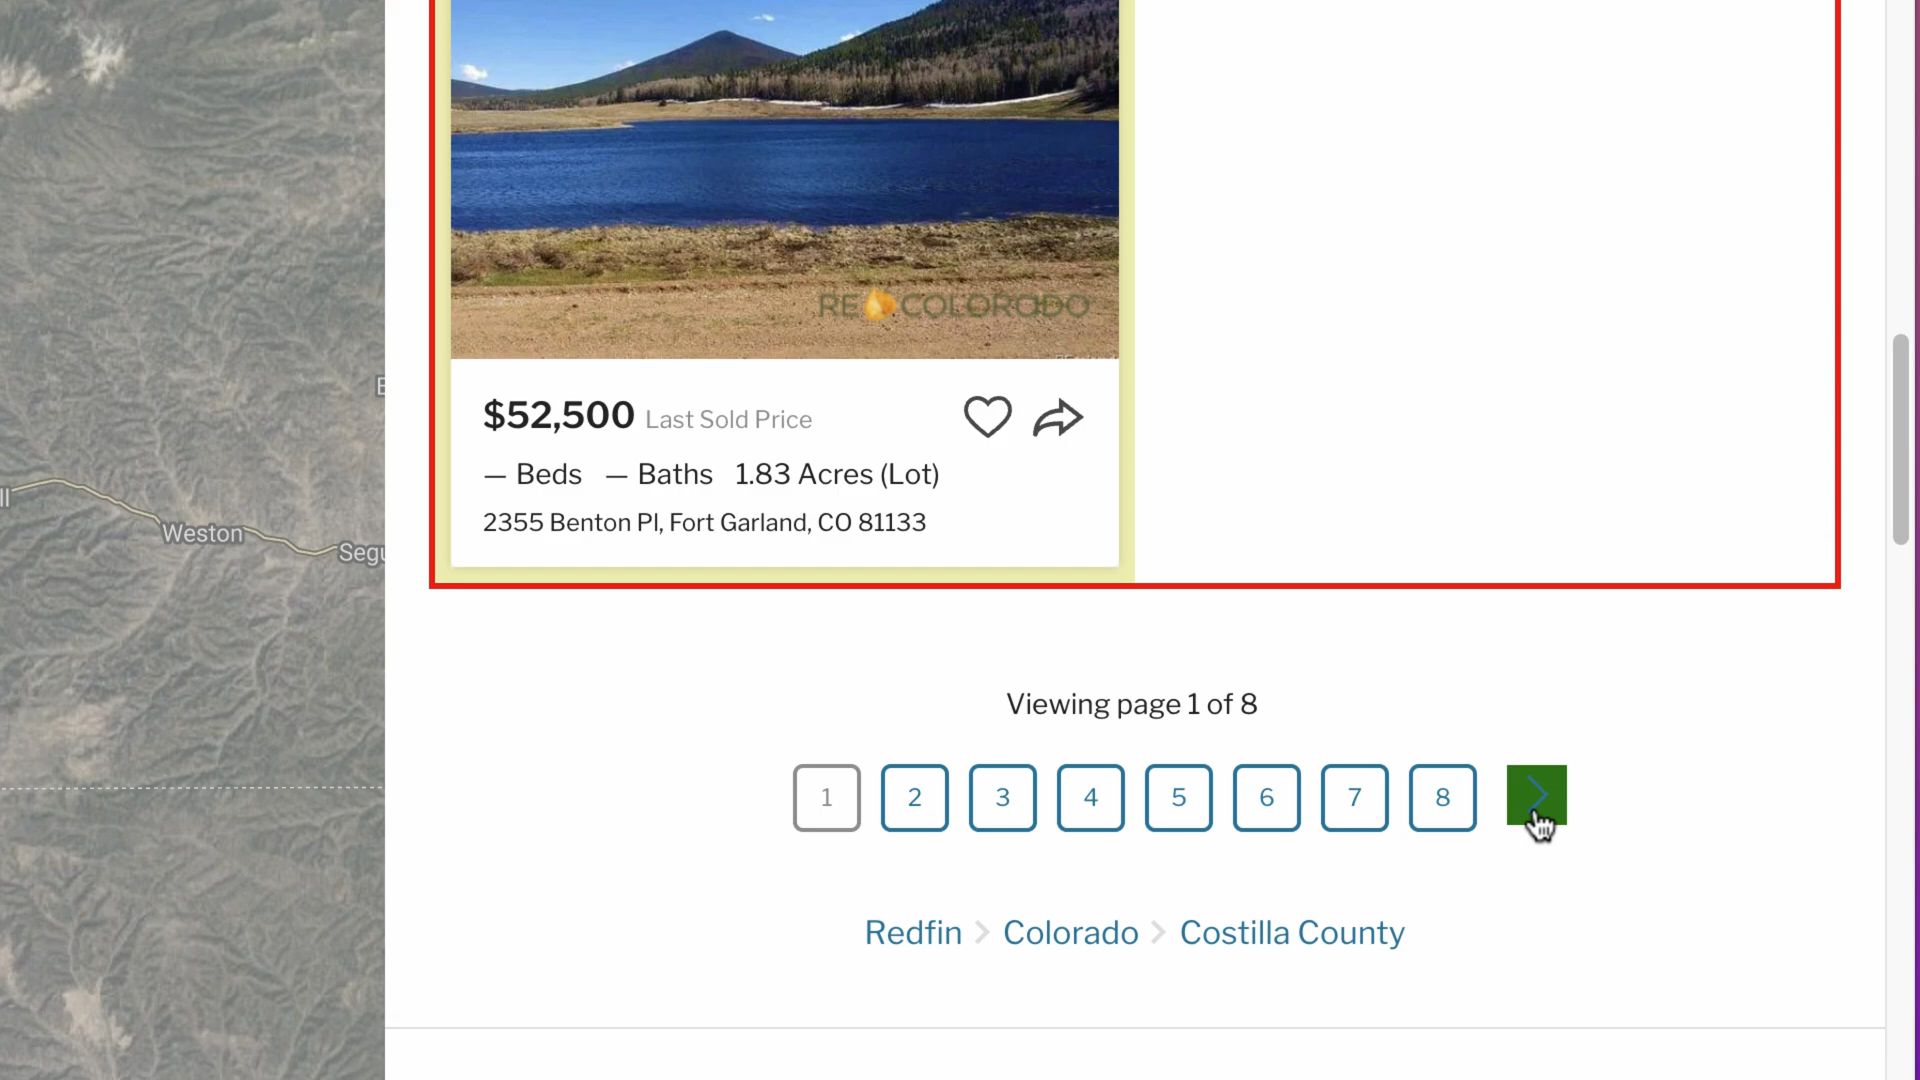 RE COLORADO
$52,500 Last Sold Price
— Beds — Baths 1.83 Acres (Lot)
2355 Benton Pl, Fort Garland, CO 81133
Weston
Segu
Viewing page 1 of 8
1 2 3 4 5 6 7 8
Redfin > Colorado > Costilla County